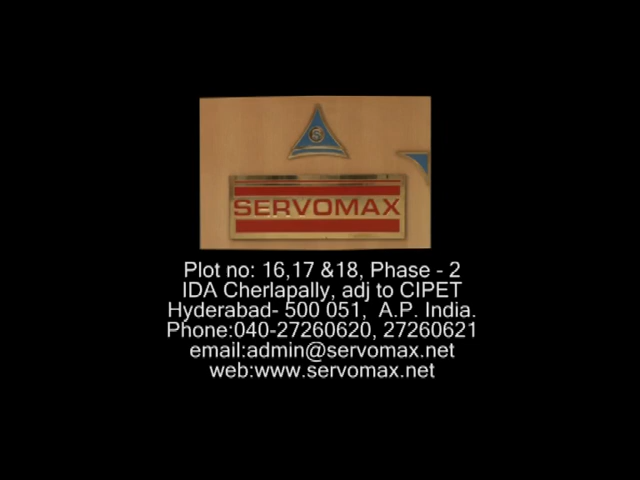 S
SERVOMAX
Plot no: 16,17 &18, Phase - 2
IDA Cherlapally, adj to CIPET
Hyderabad- 500 051,  A.P. India.
Phone:040-27260620, 27260621
email:admin@servomax.net
web:www.servomax.net